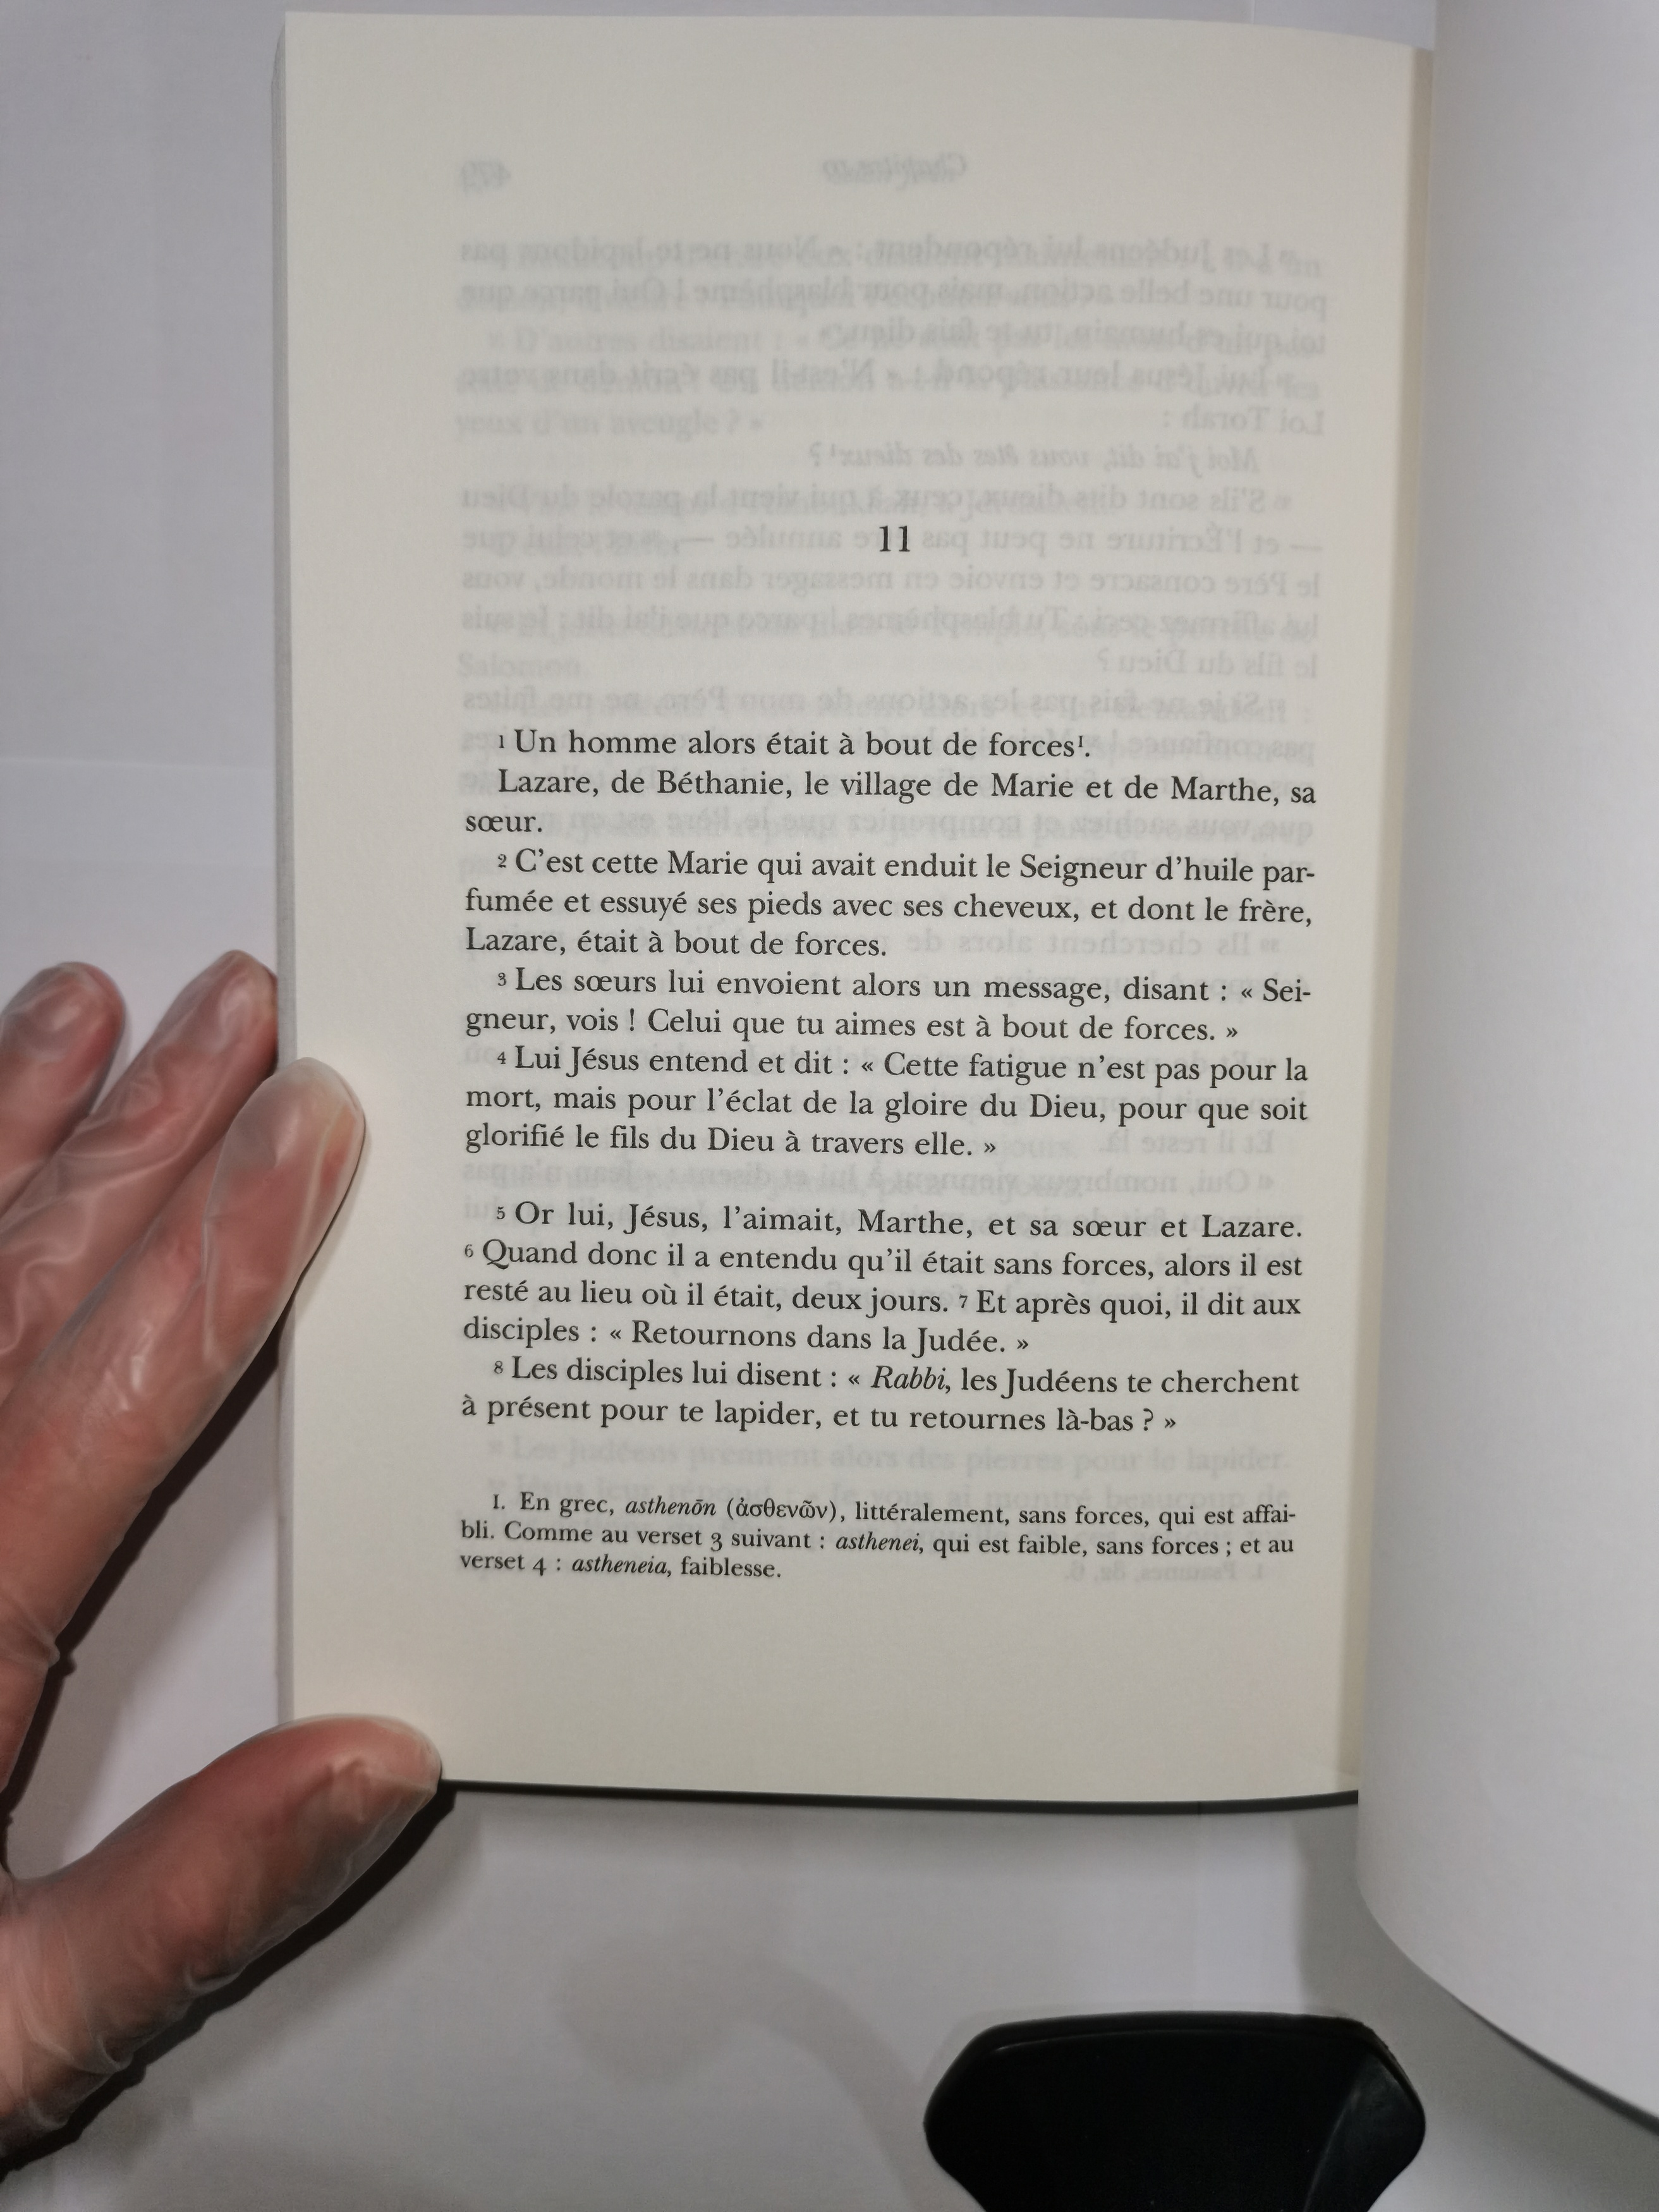 11
¹ Un homme alors était à bout de forces¹.
Lazare, de Béthanie, le village de Marie et de Marthe, sa
sœur.
² C’est cette Marie qui avait enduit le Seigneur d’huile par-
fumée et essuyé ses pieds avec ses cheveux, et dont le frère,
Lazare, était à bout de forces.
³ Les sœurs lui envoient alors un message, disant : « Sei-
gneur, vois ! Celui que tu aimes est à bout de forces. »
⁴ Lui Jésus entend et dit : « Cette fatigue n’est pas pour la
mort, mais pour l’éclat de la gloire du Dieu, pour que soit
glorifié le fils du Dieu à travers elle. »
⁵ Or lui, Jésus, l’aimait, Marthe, et sa sœur et Lazare.
⁶ Quand donc il a entendu qu’il était sans forces, alors il est
resté au lieu où il était, deux jours. ⁷ Et après quoi, il dit aux
disciples : « Retournons dans la Judée. »
⁸ Les disciples lui disent : « Rabbi, les Judéens te cherchent
à présent pour te lapider, et tu retournes là-bas ? »
1. En grec, asthenōn (ἀσθενῶν), littéralement, sans forces, qui est affai-
bli. Comme au verset 3 suivant : asthenei, qui est faible, sans forces ; et au
verset 4 : astheneia, faiblesse.